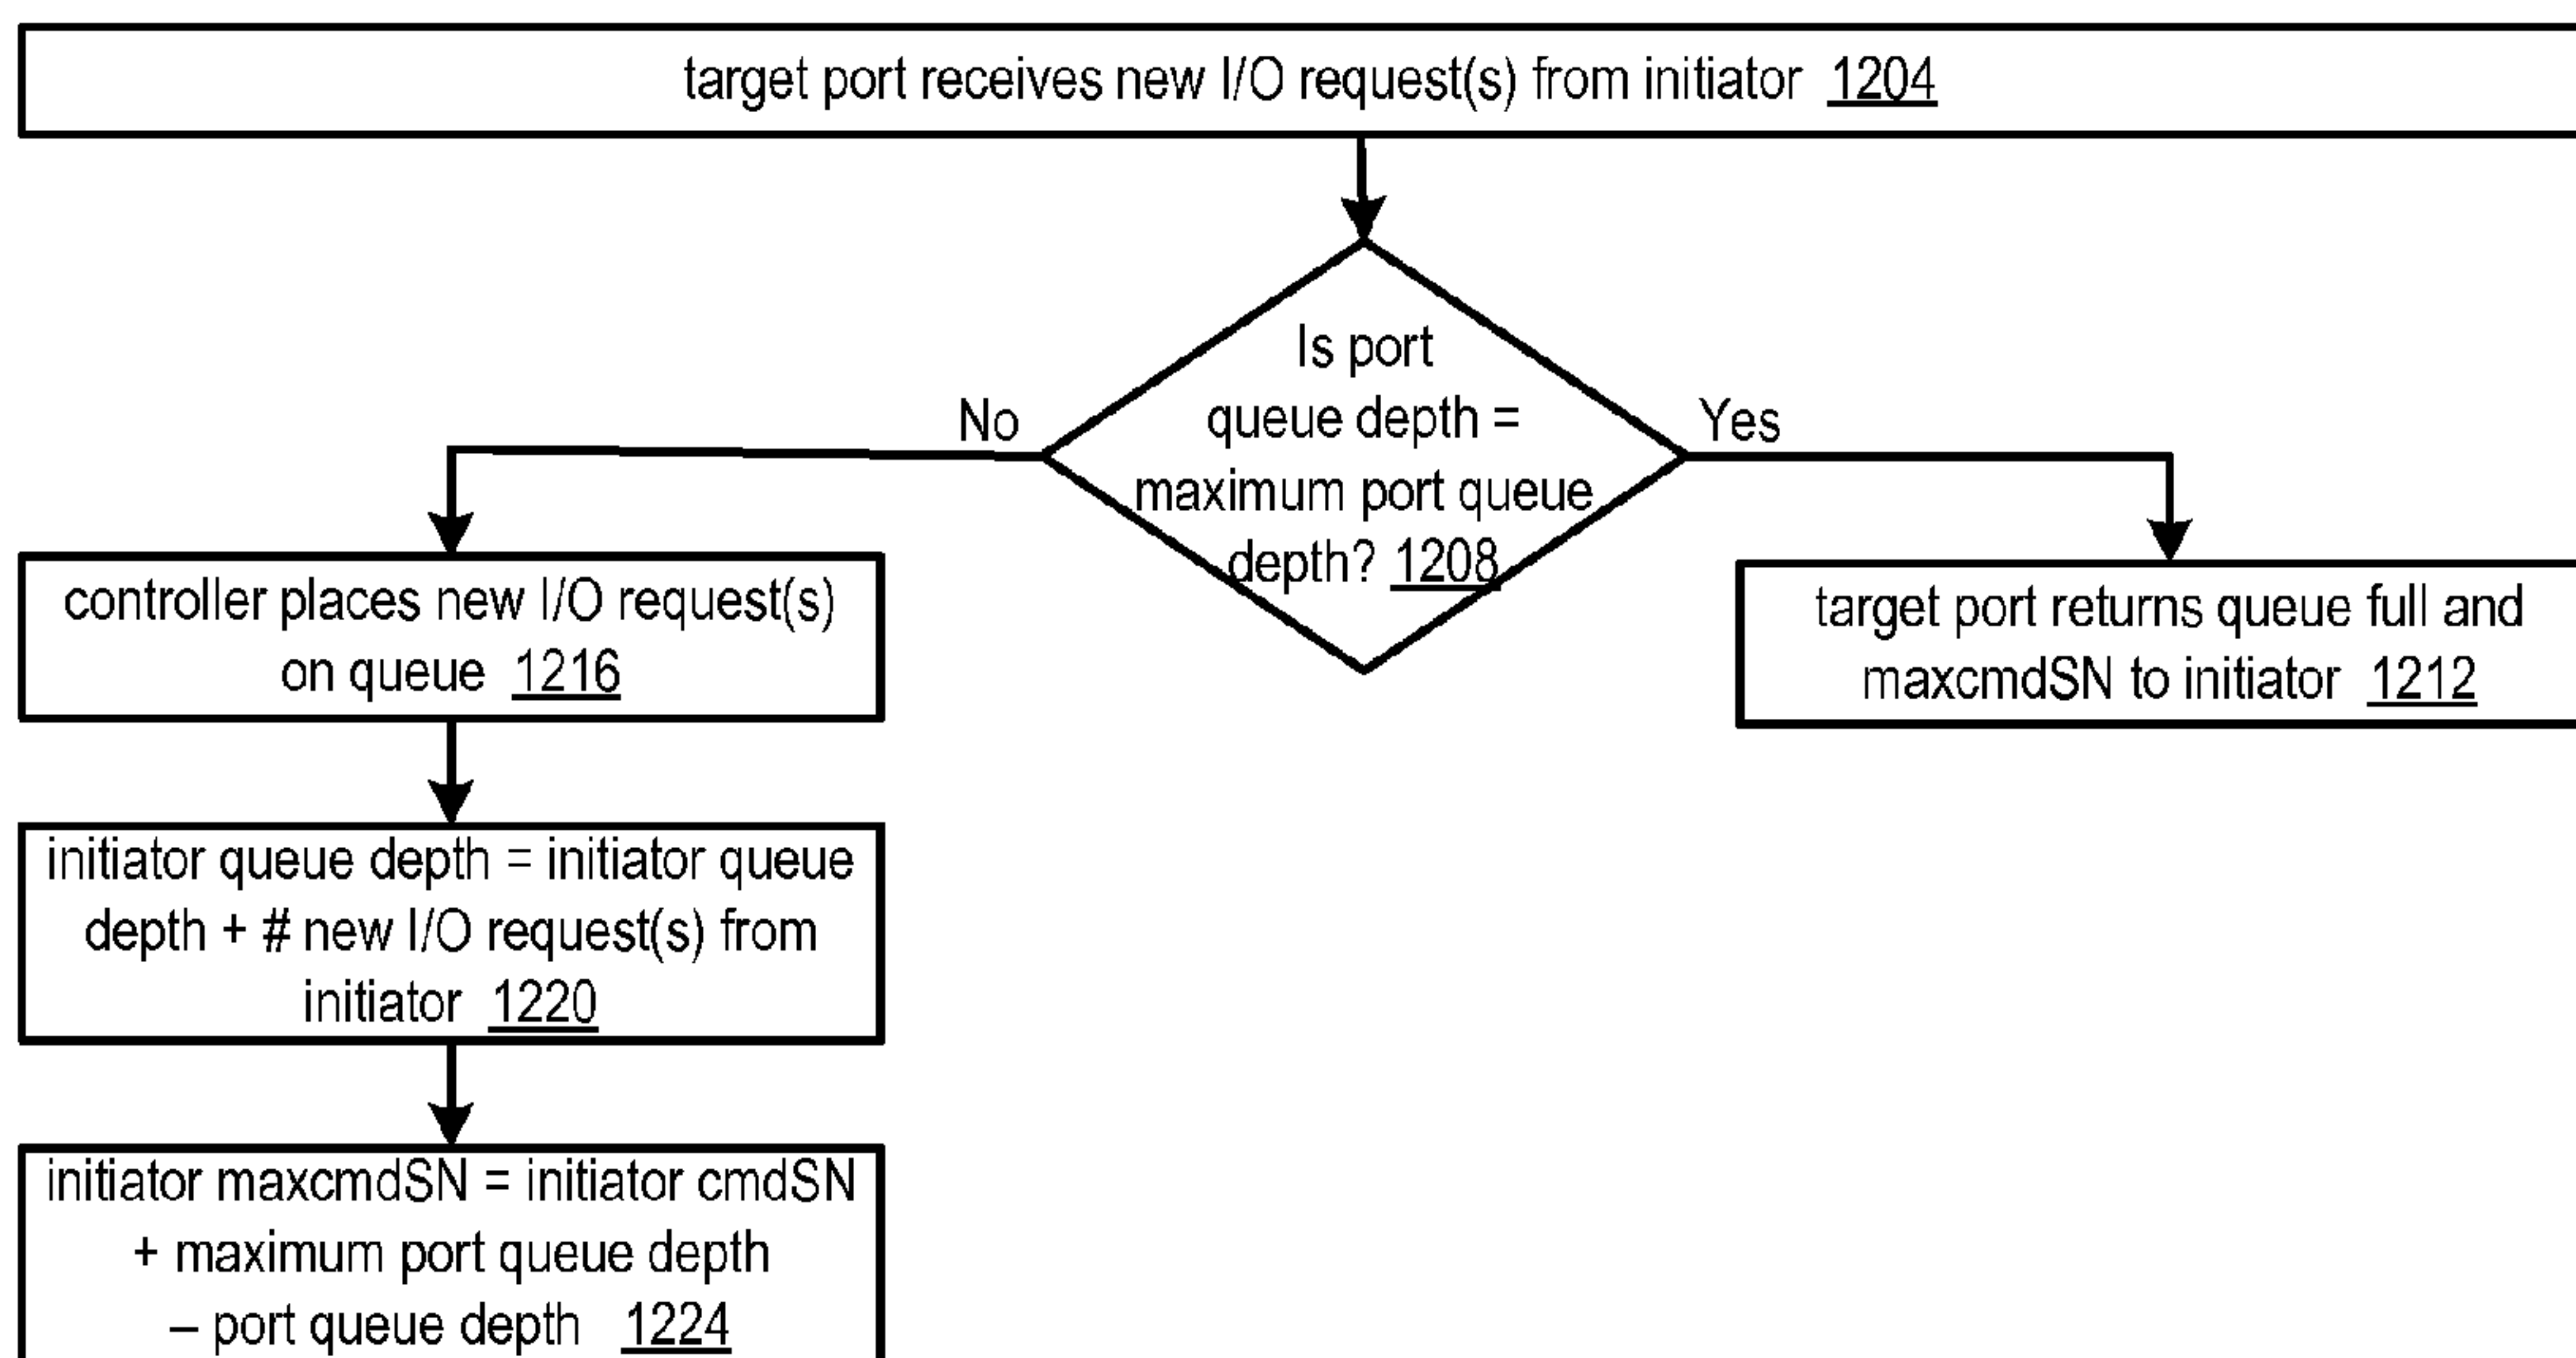 target port receives new I/O request(s) from initiator 1204
Is port
queue depth =
maximum port queue
depth? 1208
No
Yes
controller places new I/O request(s)
on queue 1216
target port returns queue full and
maxcmdSN to initiator 1212
initiator queue depth = initiator queue
depth + # new I/O request(s) from
initiator 1220
initiator maxcmdSN = initiator cmdSN
+ maximum port queue depth
– port queue depth 1224